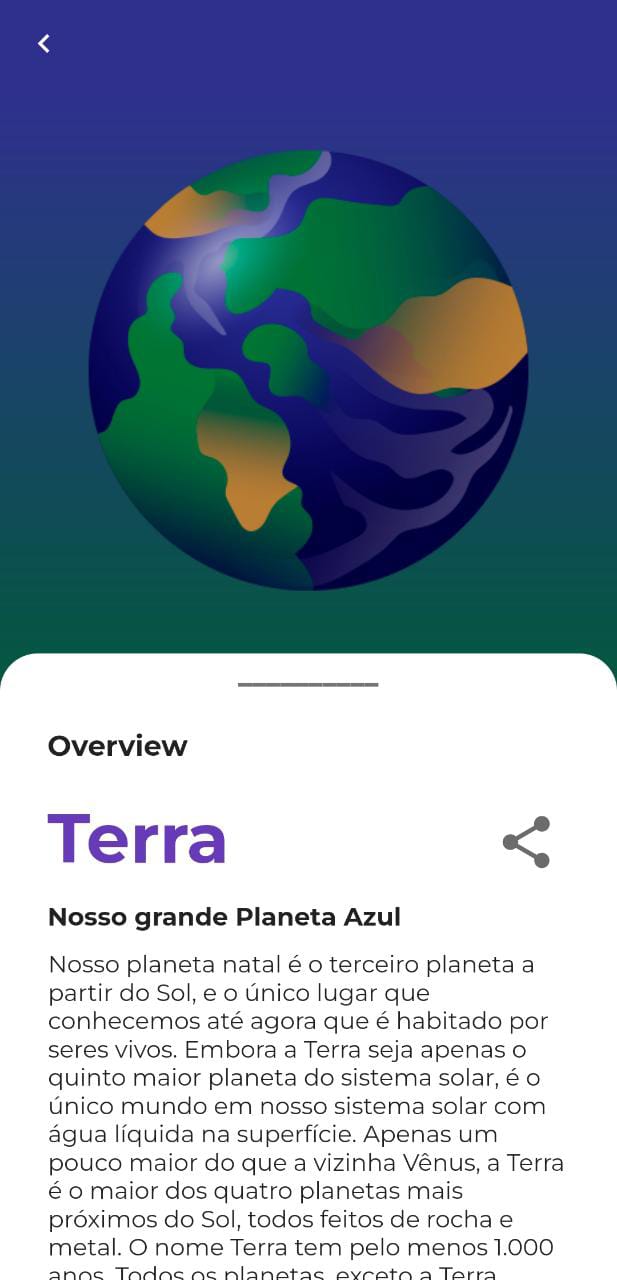 Overview
Terra
Nosso grande Planeta Azul
Nosso planeta natal é o terceiro planeta a
partir do Sol, e o único lugar que
conhecemos até agora que é habitado por
seres vivos. Embora a Terra seja apenas o
quinto maior planeta do sistema solar, é o
único mundo em nosso sistema solar com
água líquida na superfície. Apenas um
pouco maior do que a vizinha Vênus, a Terra
é o maior dos quatro planetas mais
próximos do Sol, todos feitos de rocha e
metal. O nome Terra tem pelo menos 1.000
anos. Todos os planetas, exceto a Terra,